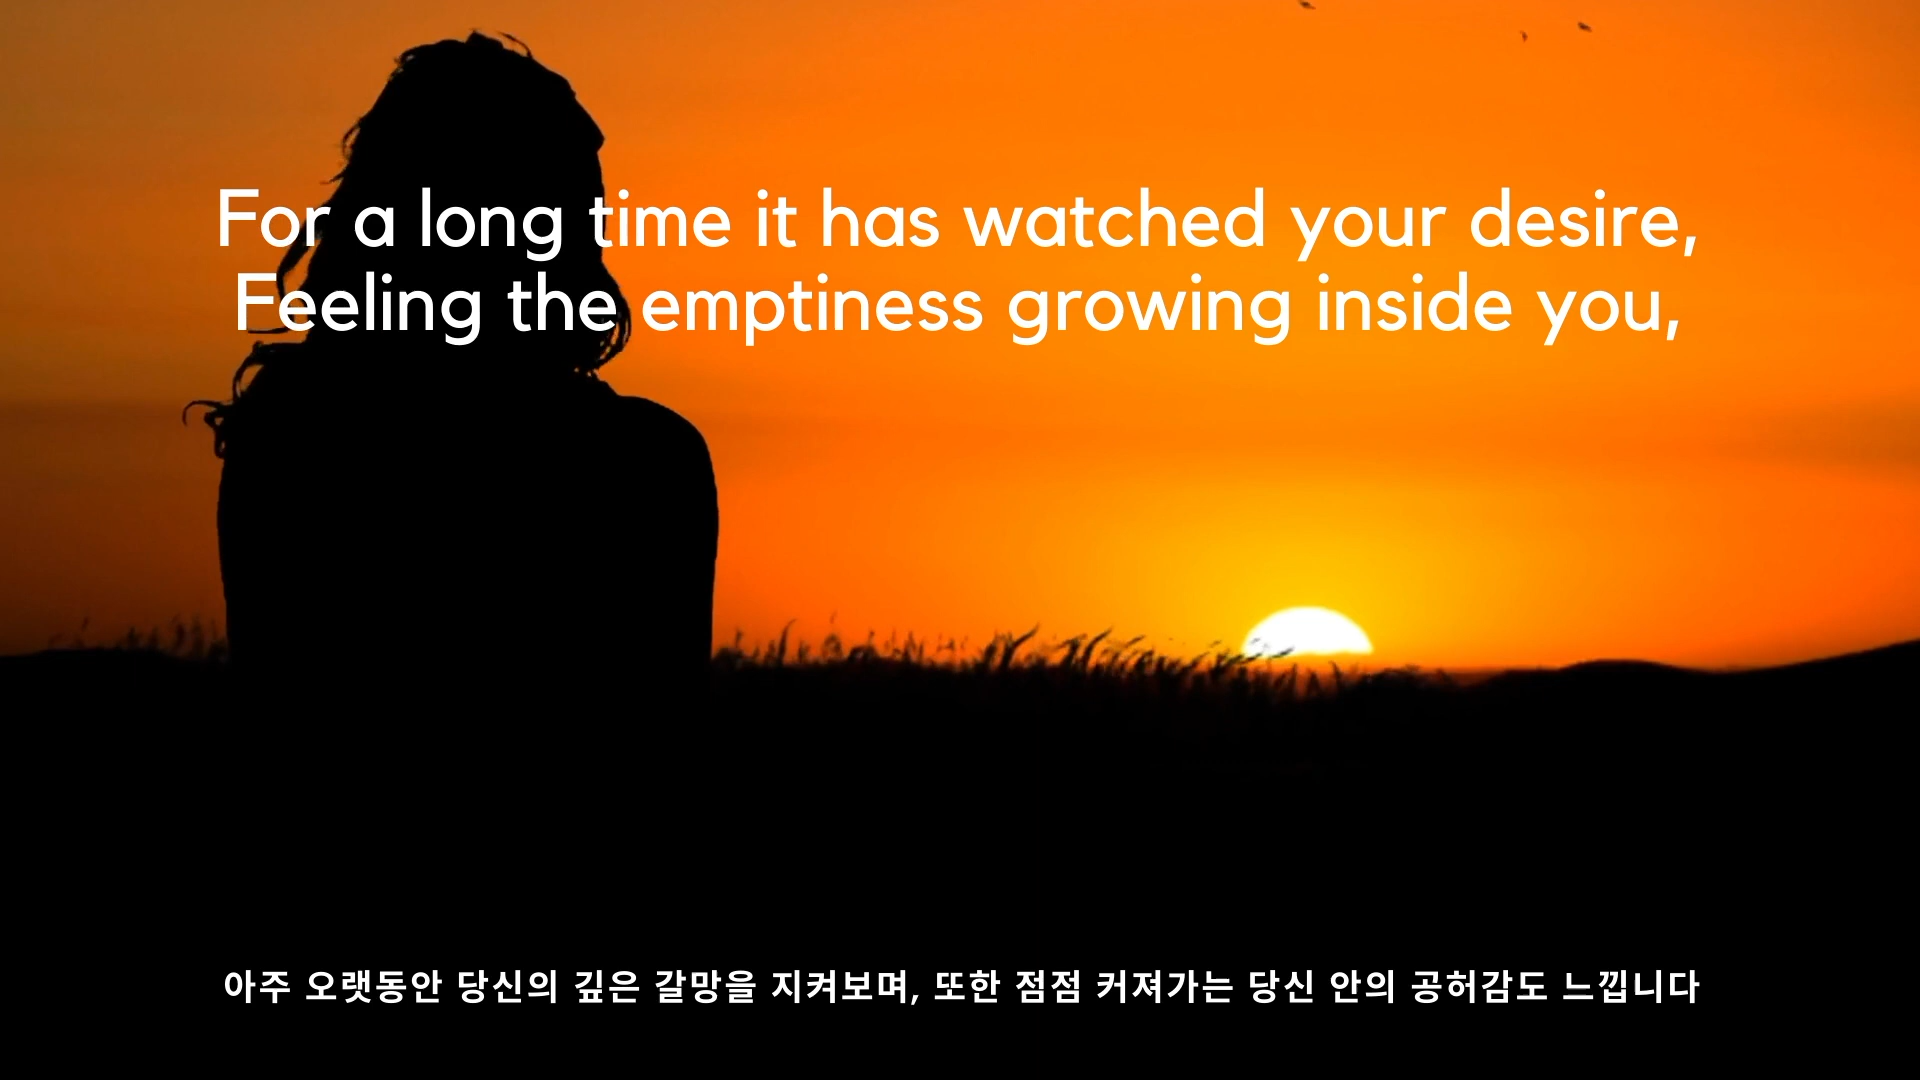 For a long time it has watched your desire,
Feeling the emptiness growing inside you,
아주 오랫동안 당신의 깊은 갈망을 지켜보며, 또한 점점 커져가는 당신 안의 공허감도 느낍니다